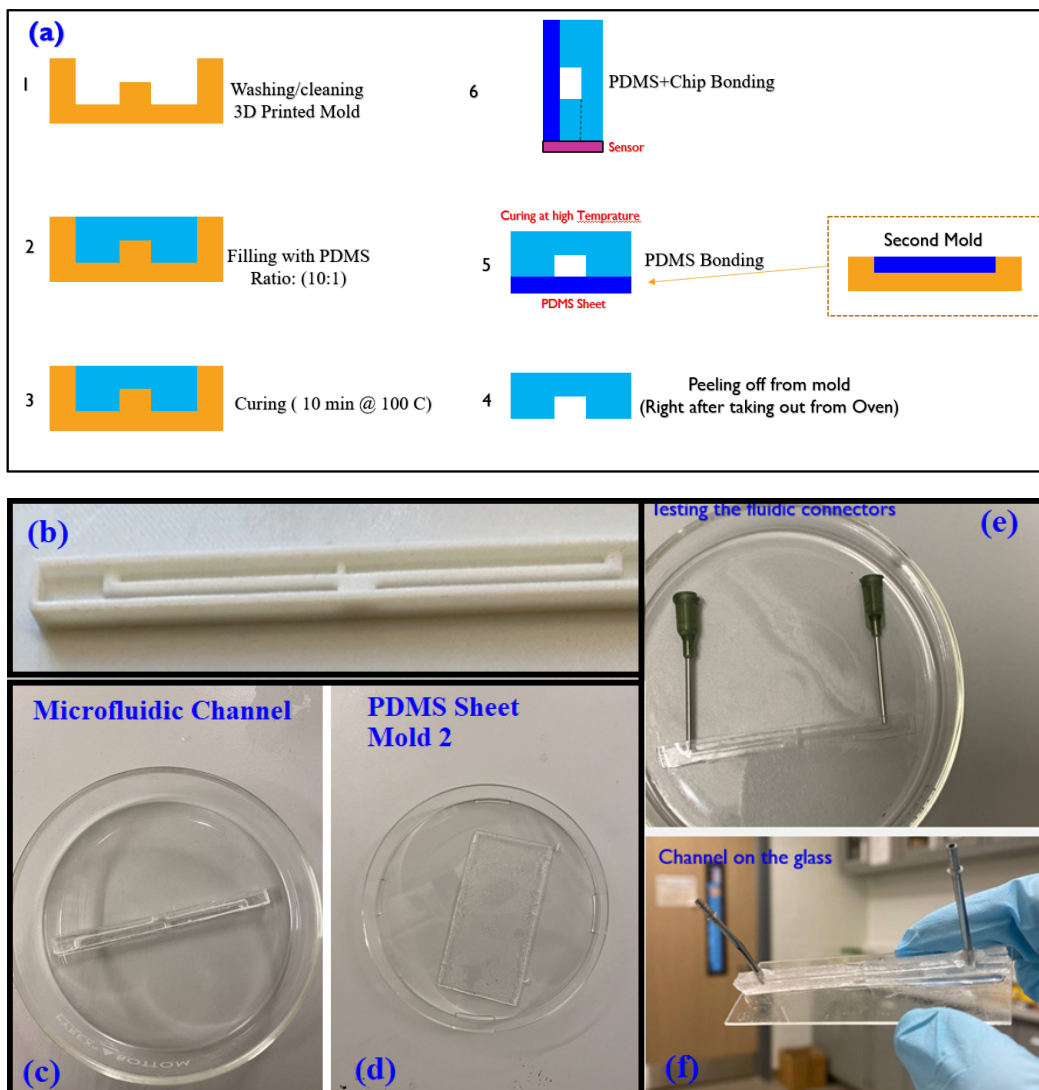 (a)
1
Washing/cleaning
3D Printed Mold
2
Filling with PDMS
Ratio: (10:1)
3
Curing ( 10 min @ 100 C)
6
PDMS+Chip Bonding
Sensor
Curing at high Temprature
5
PDMS Bonding
PDMS Sheet
Second Mold
4
Peeling off from mold
(Right after taking out from Oven)
(b)
Microfluidic Channel
(c)
PYREX
BOTTOM
PDMS Sheet
Mold 2
(d)
Testing the fluidic connectors
(e)
Channel on the glass
(f)